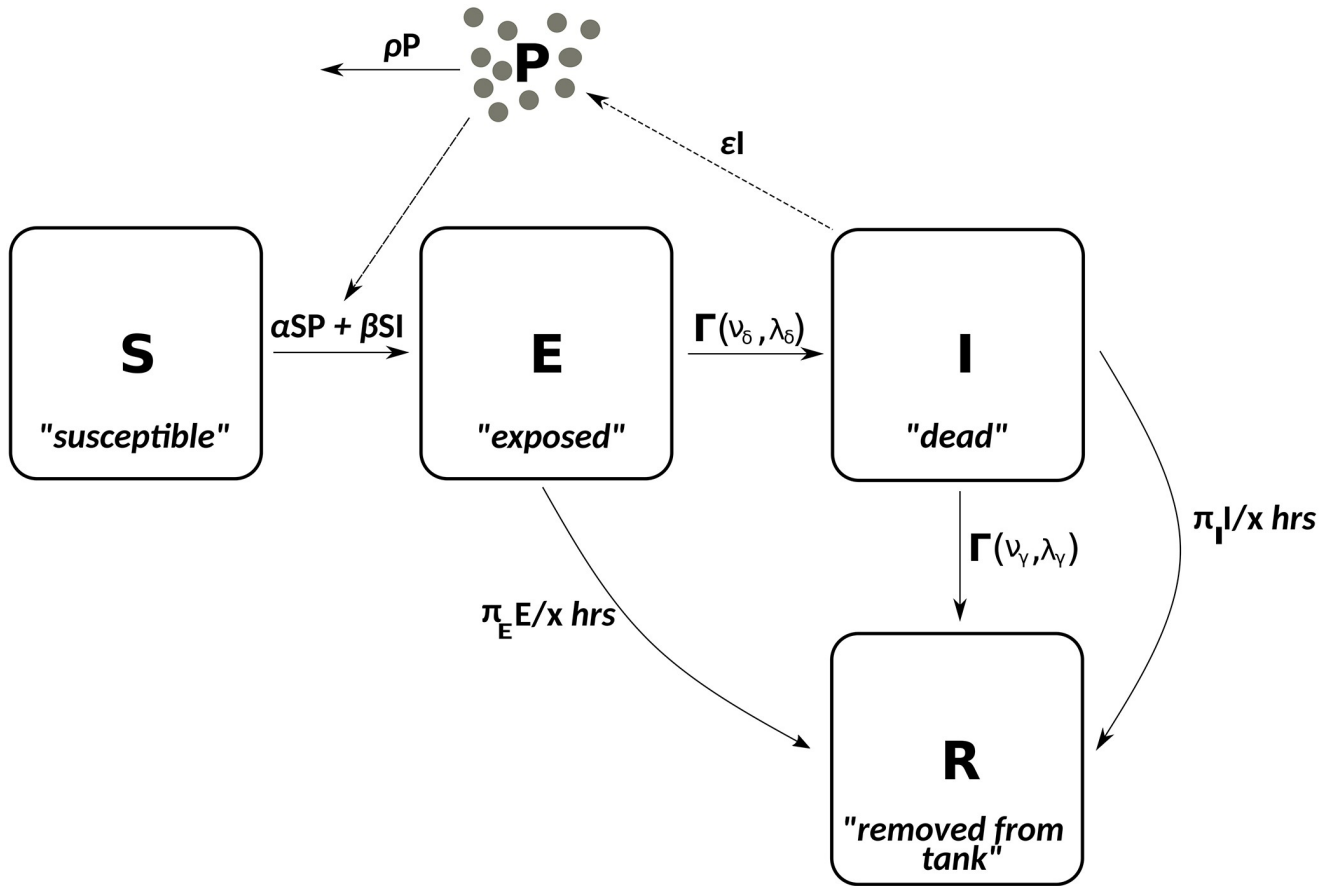 ρP
P
εI
αSP + βSI
Γ(νδ,λδ)
S
E
I
"susceptible"
"exposed"
"dead"
πII/x hrs
Γ(νγ,λγ)
πEE/x hrs
R
"removed from
tank"